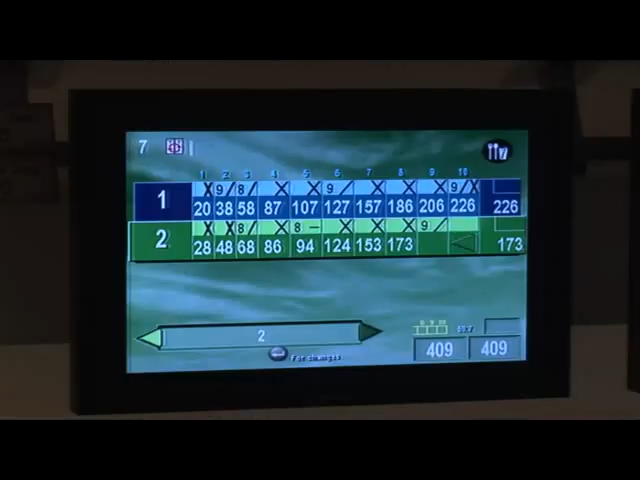 7
1 2 3 4 5 6 7 8 9 10
1 X 9 / 8 / X X 9 / X X X 9 / X
20 38 58 87 107 127 157 186 206 226 226
2 X X 8 / X 8 — X X X 9 /
28 48 68 86 94 124 153 173 173
2
For changes
409 409